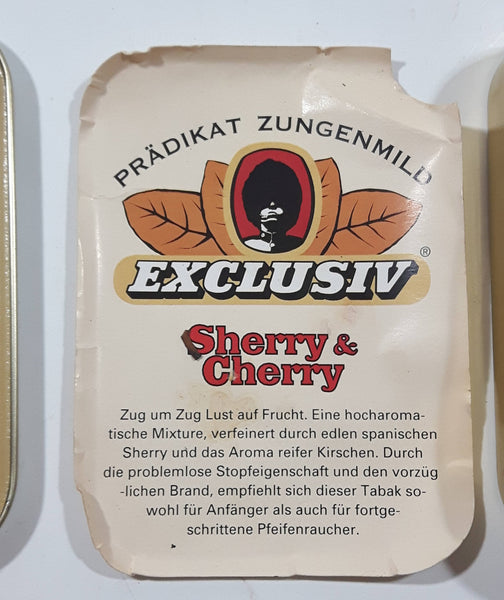 PRÄDIKAT ZUNGENMILD
EXCLUSIV ®
Sherry &
Cherry
Zug um Zug Lust auf Frucht. Eine hocharoma-
tische Mixture, verfeinert durch edlen spanischen
Sherry und das Aroma reifer Kirschen. Durch
die problemlose Stopfeigenschaft und den vorzüg
-lichen Brand, empfiehlt sich dieser Tabak so-
wohl für Anfänger als auch für fortge-
schrittene Pfeifenraucher.